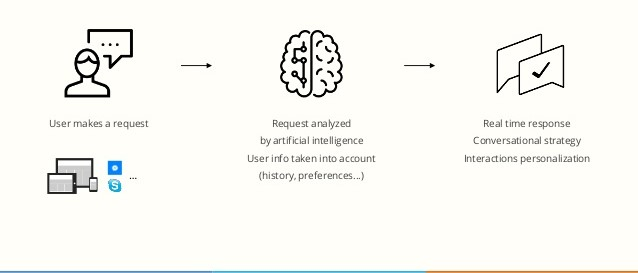 User makes a request
...
Request analyzed
by artificial intelligence
User info taken into account
(history, preferences...)
Real time response
Conversational strategy
Interactions personalization